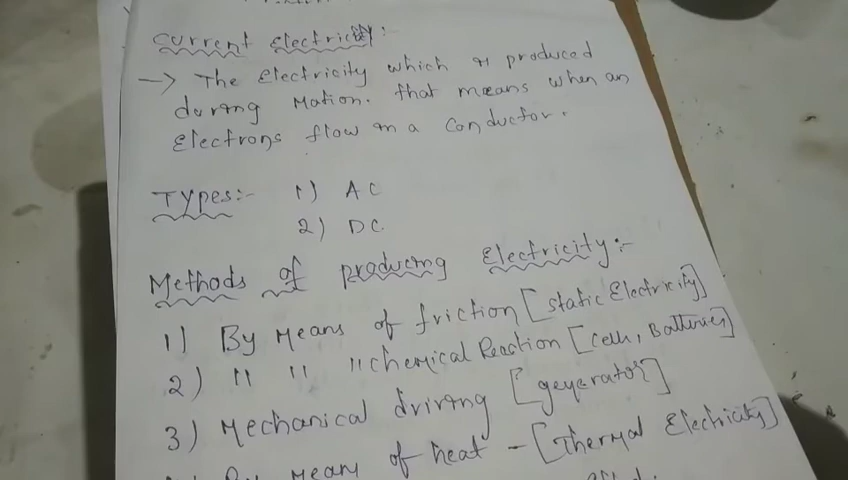 Current Electricity:-
→ The Electricity which is produced
during Motion. that means when an
Electrons flow in a Conductor.
Types:- 1) AC
2) DC.
Methods of producing Electricity:-
1) By Means of friction [static Electricity]
2) " " " chemical Reaction [cells, Batteries]
3) Mechanical driving [generator]
By Means of heat - [Thermal Electricity]